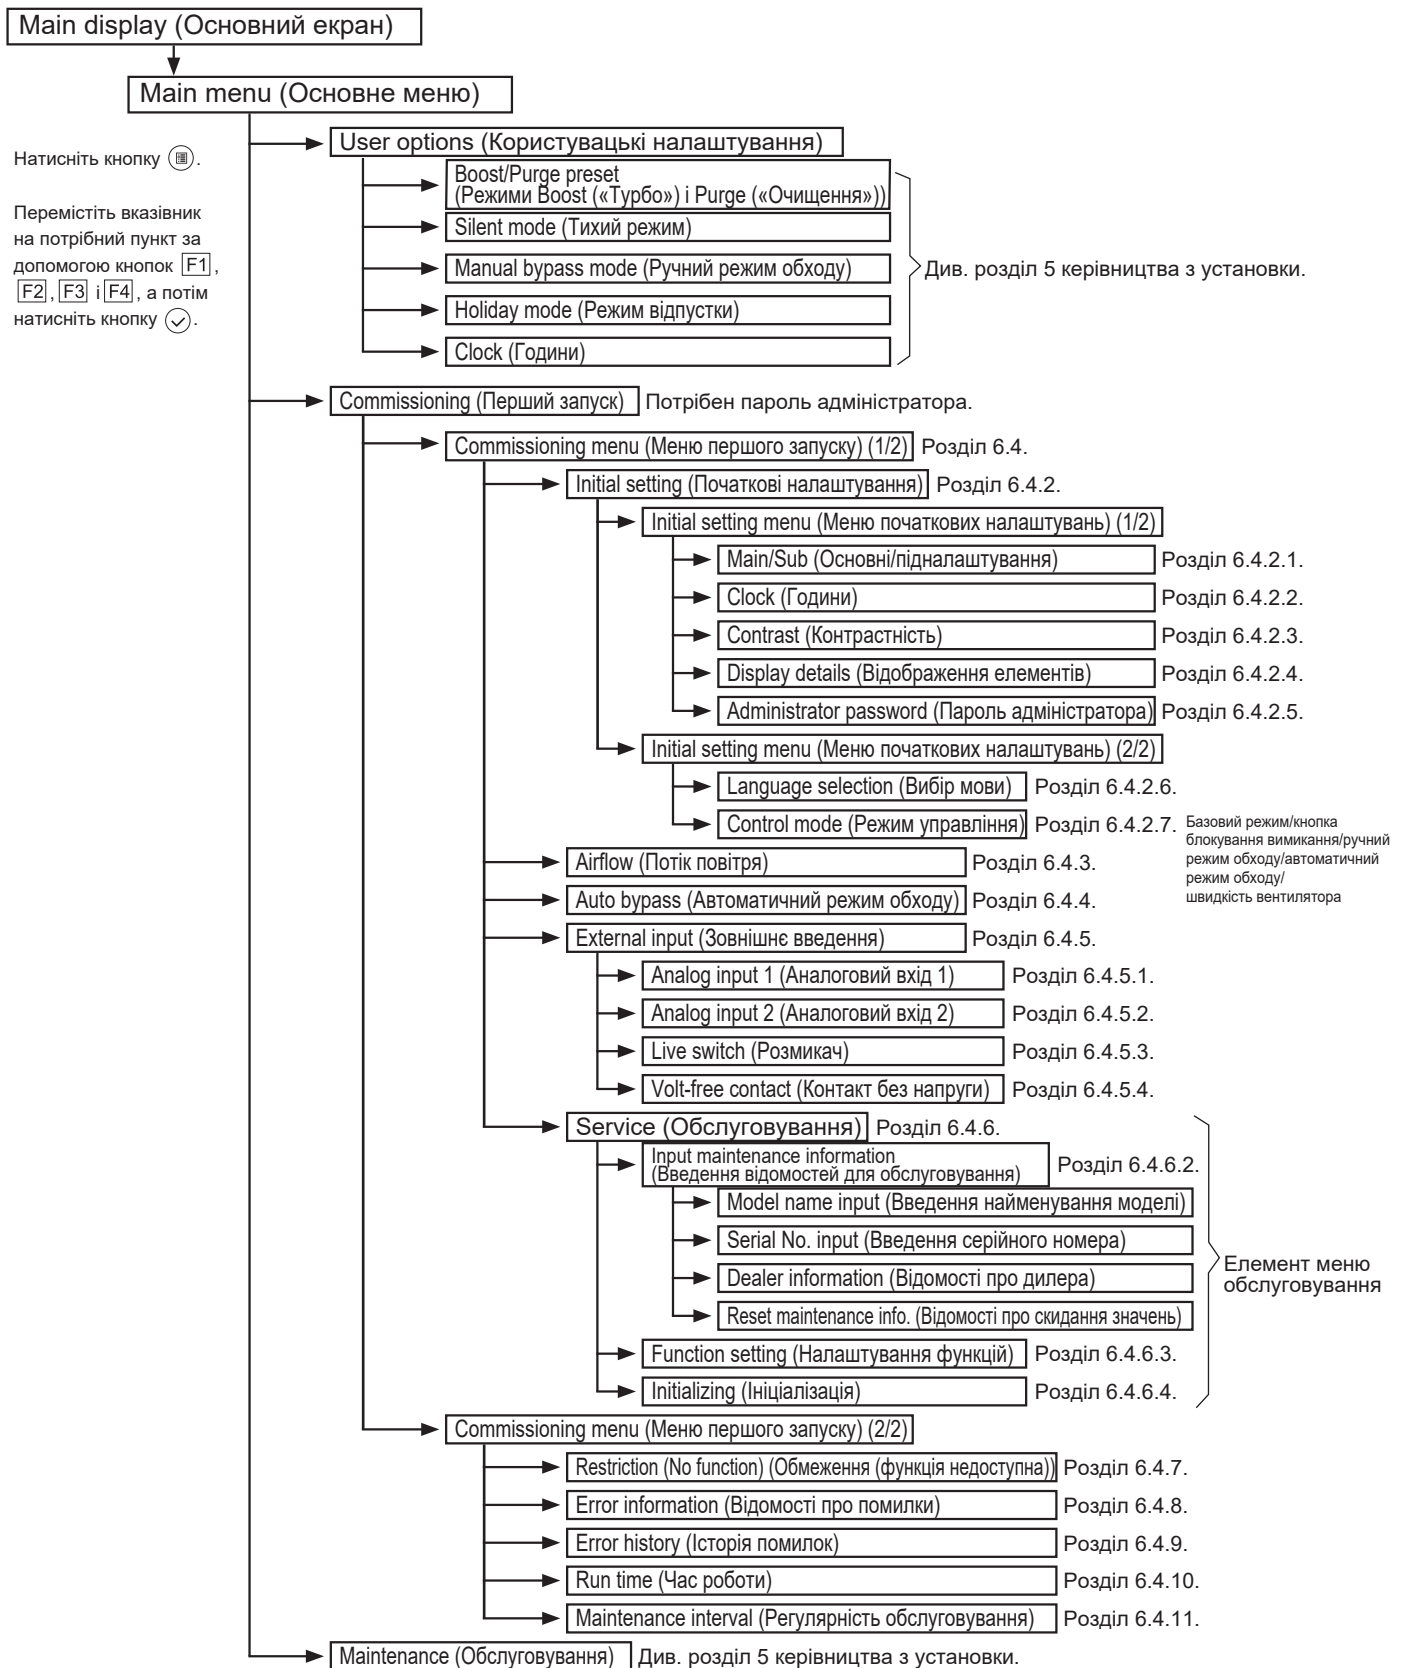 Main display (Основний екран)
Main menu (Основне меню)
Натисніть кнопку .
Перемістіть вказівник
на потрібний пункт за
допомогою кнопок F1,
F2, F3 і F4, а потім
натисніть кнопку .
User options (Користувацькі налаштування)
Boost/Purge preset
(Режими Boost («Турбо») і Purge («Очищення»))
Silent mode (Тихий режим)
Manual bypass mode (Ручний режим обходу)
Holiday mode (Режим відпустки)
Clock (Години)
Див. розділ 5 керівництва з установки.
Commissioning (Перший запуск) Потрібен пароль адміністратора.
Commissioning menu (Меню першого запуску) (1/2) Розділ 6.4.
Initial setting (Початкові налаштування) Розділ 6.4.2.
Initial setting menu (Меню початкових налаштувань) (1/2)
Main/Sub (Основні/підналаштування) Розділ 6.4.2.1.
Clock (Години) Розділ 6.4.2.2.
Contrast (Контрастність) Розділ 6.4.2.3.
Display details (Відображення елементів) Розділ 6.4.2.4.
Administrator password (Пароль адміністратора) Розділ 6.4.2.5.
Initial setting menu (Меню початкових налаштувань) (2/2)
Language selection (Вибір мови) Розділ 6.4.2.6.
Control mode (Режим управління) Розділ 6.4.2.7.
Базовий режим/кнопка
блокування вимикання/ручний
режим обходу/автоматичний
режим обходу/
швидкість вентилятора
Airflow (Потік повітря) Розділ 6.4.3.
Auto bypass (Автоматичний режим обходу) Розділ 6.4.4.
External input (Зовнішнє введення) Розділ 6.4.5.
Analog input 1 (Аналоговий вхід 1) Розділ 6.4.5.1.
Analog input 2 (Аналоговий вхід 2) Розділ 6.4.5.2.
Live switch (Розмикач) Розділ 6.4.5.3.
Volt-free contact (Контакт без напруги) Розділ 6.4.5.4.
Service (Обслуговування) Розділ 6.4.6.
Input maintenance information
(Введення відомостей для обслуговування) Розділ 6.4.6.2.
Model name input (Введення найменування моделі)
Serial No. input (Введення серійного номера)
Dealer information (Відомості про дилера)
Reset maintenance info. (Відомості про скидання значень)
Function setting (Налаштування функцій) Розділ 6.4.6.3.
Initializing (Ініціалізація) Розділ 6.4.6.4.
Елемент меню
обслуговування
Commissioning menu (Меню першого запуску) (2/2)
Restriction (No function) (Обмеження (функція недоступна)) Розділ 6.4.7.
Error information (Відомості про помилки) Розділ 6.4.8.
Error history (Історія помилок) Розділ 6.4.9.
Run time (Час роботи) Розділ 6.4.10.
Maintenance interval (Регулярність обслуговування) Розділ 6.4.11.
Maintenance (Обслуговування) Див. розділ 5 керівництва з установки.